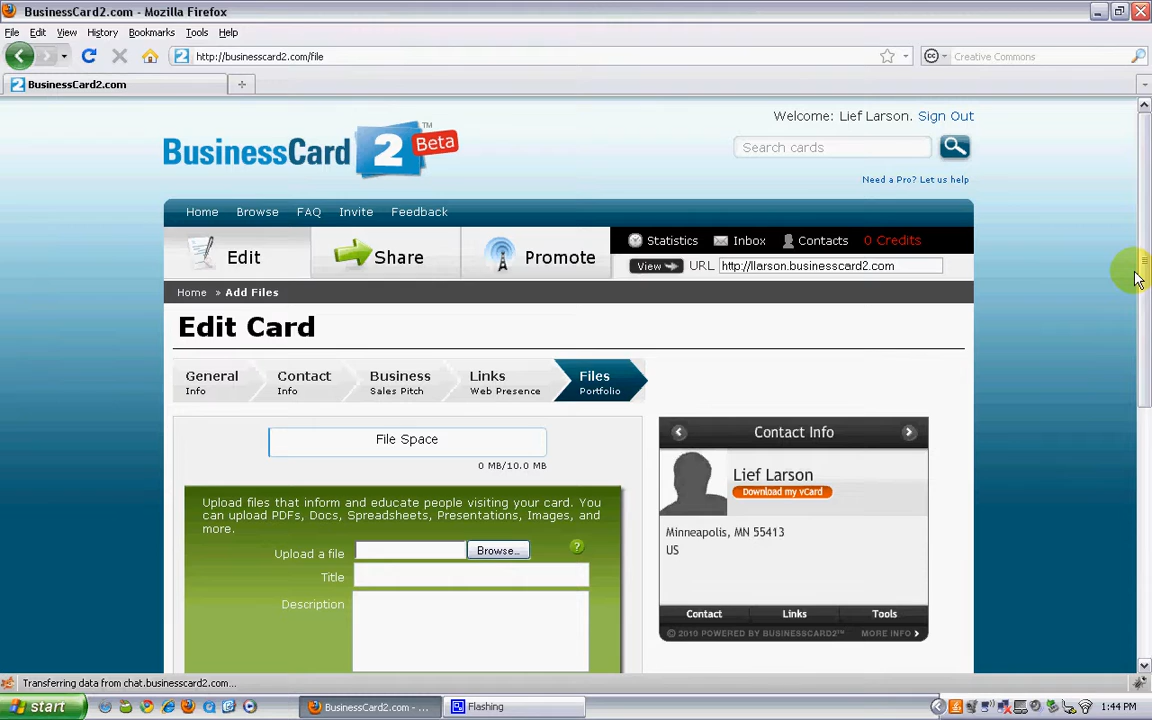 BusinessCard2.com - Mozilla Firefox
File Edit View History Bookmarks Tools Help
http://businesscard2.com/file
cc Creative Commons
2 BusinessCard2.com
Welcome: Lief Larson. Sign Out
BusinessCard 2 Beta ™
Search cards
Need a Pro? Let us help
Home Browse FAQ Invite Feedback
Edit Share Promote
Statistics Inbox Contacts 0 Credits
View URL http://llarson.businesscard2.com
Home » Add Files
Edit Card
General Contact Business Links Files
Info Info Sales Pitch Web Presence Portfolio
File Space
0 MB/10.0 MB
Upload files that inform and educate people visiting your card. You
can upload PDFs, Docs, Spreadsheets, Presentations, Images, and
more.
Upload a file Browse... ?
Title
Description
Contact Info
Lief Larson
Download my vCard
Minneapolis, MN 55413
US
Contact Links Tools
© 2010 POWERED BY BUSINESSCARD2™ MORE INFO
Transferring data from chat.businesscard2.com...
start BusinessCard2.com - ... Flashing 1:44 PM